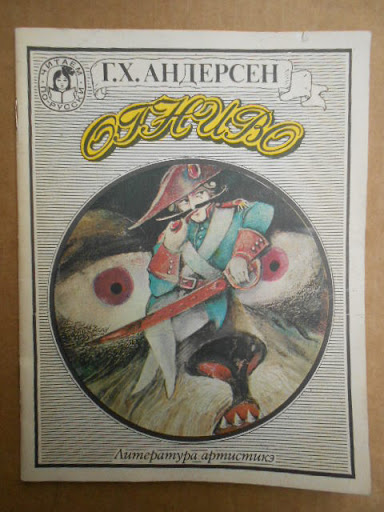 ЧИТАЕМ
ПО-РУССКИ
Г.Х. АНДЕРСЕН
ОГНИВО
Литература артистикэ